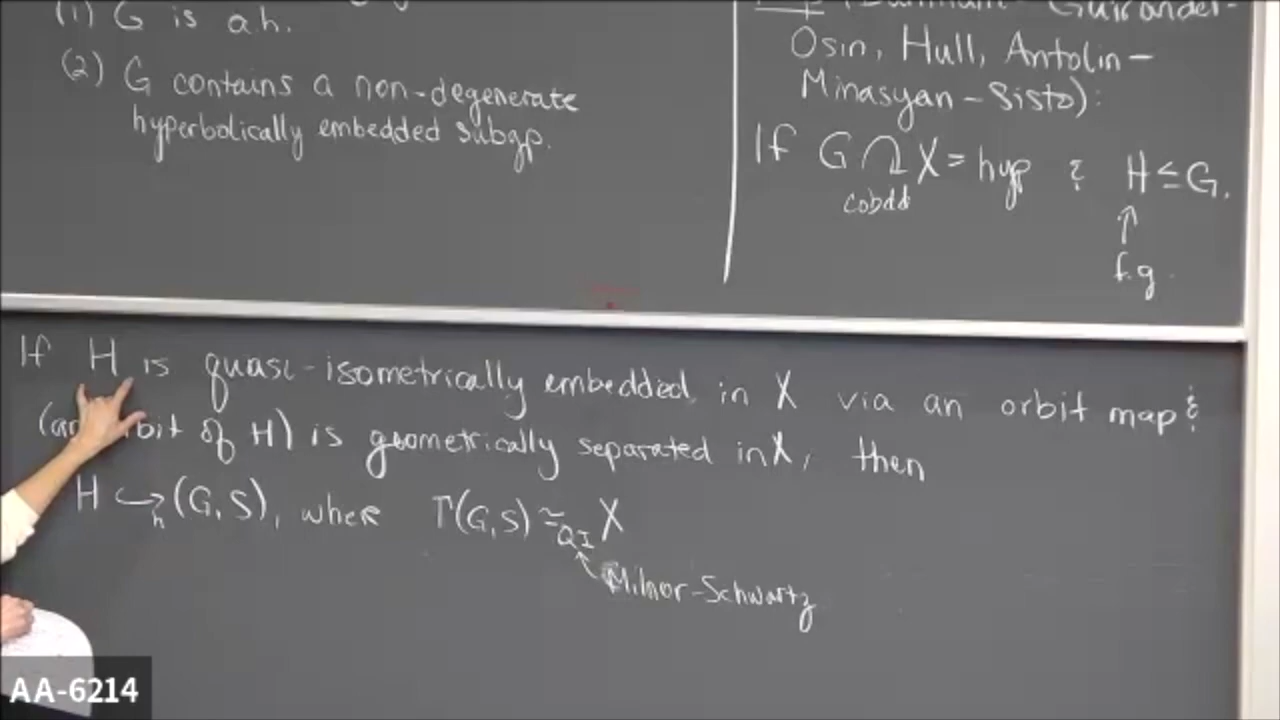 (1) G is a.h.
(2) G contains a non-degenerate
hyperbolically embedded subgp.
Osin, Hull, Antolin-
Minasyan-Sisto):
If G ↷ X = hyp & H ≤ G.
cobdd
↑
f.g.
If H is quasi-isometrically embedded in X via an orbit map &
orbit of H) is geometrically separated in X, then
H ↪ₕ (G,S), where Γ(G,S) ≃QI X
Milnor-Schwartz
AA-6214